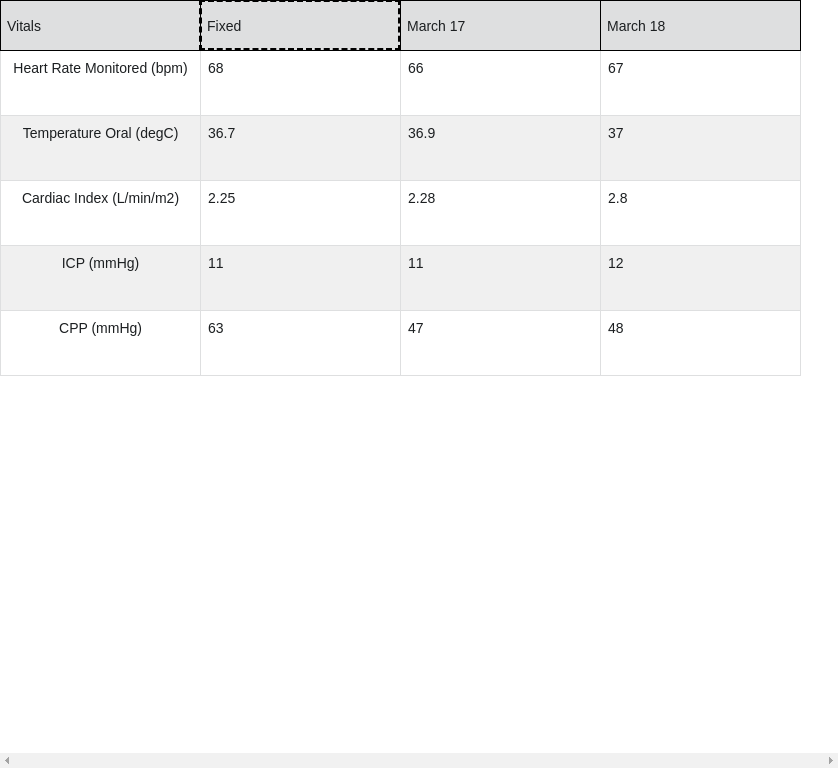 Vitals Fixed March 17 March 18
Heart Rate Monitored (bpm) 68 66 67
Temperature Oral (degC) 36.7 36.9 37
Cardiac Index (L/min/m2) 2.25 2.28 2.8
ICP (mmHg) 11 11 12
CPP (mmHg) 63 47 48